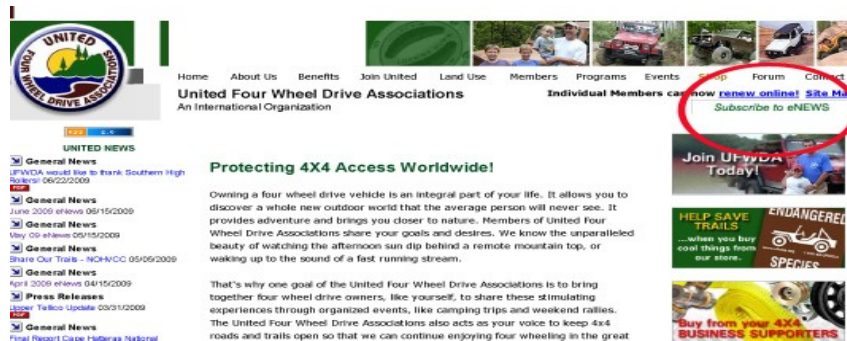 UNITED
FOUR WHEEL DRIVE ASSOCIATIONS
Home About Us Benefits Join United Land Use Members Programs Events Shop Forum Contact
United Four Wheel Drive Associations
An International Organization
Individual Members can now renew online! Site Ma
Subscribe to eNEWS
UNITED NEWS
General News
UFWDA would like to thank Southern High
Rollers! 06/22/2009
PDF
General News
June 2009 eNews 06/15/2009
General News
May 09 eNews 05/15/2009
General News
Share Our Trails - NOHVCC 05/05/2009
General News
April 2009 eNews 04/15/2009
Press Releases
Upper Tellico Update 03/31/2009
PDF
General News
Final Report Cape Hatteras National
Protecting 4X4 Access Worldwide!
Owning a four wheel drive vehicle is an integral part of your life. It allows you to
discover a whole new outdoor world that the average person will never see. It
provides adventure and brings you closer to nature. Members of United Four
Wheel Drive Associations share your goals and desires. We know the unparalleled
beauty of watching the afternoon sun dip behind a remote mountain top, or
waking up to the sound of a fast running stream.
That's why one goal of the United Four Wheel Drive Associations is to bring
together four wheel drive owners, like yourself, to share these stimulating
experiences through organized events, like camping trips and weekend rallies.
The United Four Wheel Drive Associations also acts as your voice to keep 4x4
roads and trails open so that we can continue enjoying four wheeling in the great
Join UFWDA
Today!
HELP SAVE
TRAILS
...when you buy
cool things from
our store.
ENDANGERED
SPECIES
Buy from your 4X4
BUSINESS SUPPORTERS